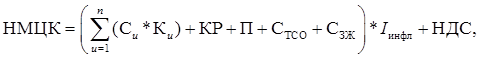 НМЦК = (∑_{u=1}^{n} (С_u * К_u) + КР + П + С_ТСО + С_ЗЖ) * I_инфл + НДС,